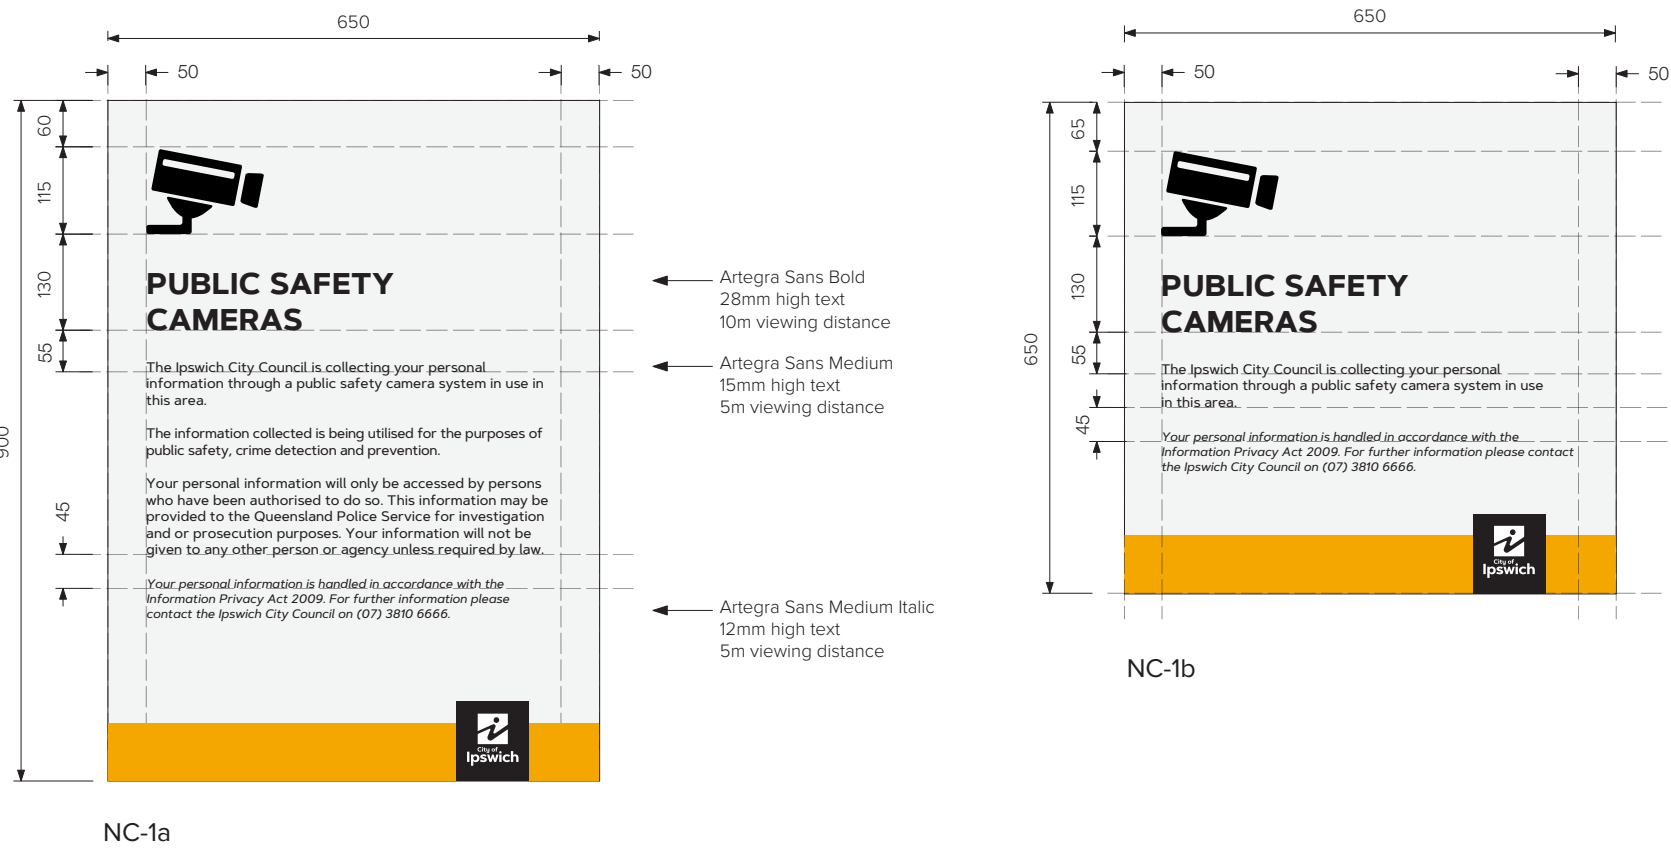 650
50
50
60
115
130
55
45
900
PUBLIC SAFETY
CAMERAS
The Ipswich City Council is collecting your personal
information through a public safety camera system in use in
this area.
The information collected is being utilised for the purposes of
public safety, crime detection and prevention.
Your personal information will only be accessed by persons
who have been authorised to do so. This information may be
provided to the Queensland Police Service for investigation
and or prosecution purposes. Your information will not be
given to any other person or agency unless required by law.
Your personal information is handled in accordance with the
Information Privacy Act 2009. For further information please
contact the Ipswich City Council on (07) 3810 6666.
City of
Ipswich
NC-1a
Artegra Sans Bold
28mm high text
10m viewing distance
Artegra Sans Medium
15mm high text
5m viewing distance
Artegra Sans Medium Italic
12mm high text
5m viewing distance
650
50
50
65
115
130
55
45
650
PUBLIC SAFETY
CAMERAS
The Ipswich City Council is collecting your personal
information through a public safety camera system in use
in this area.
Your personal information is handled in accordance with the
Information Privacy Act 2009. For further information please contact
the Ipswich City Council on (07) 3810 6666.
City of
Ipswich
NC-1b